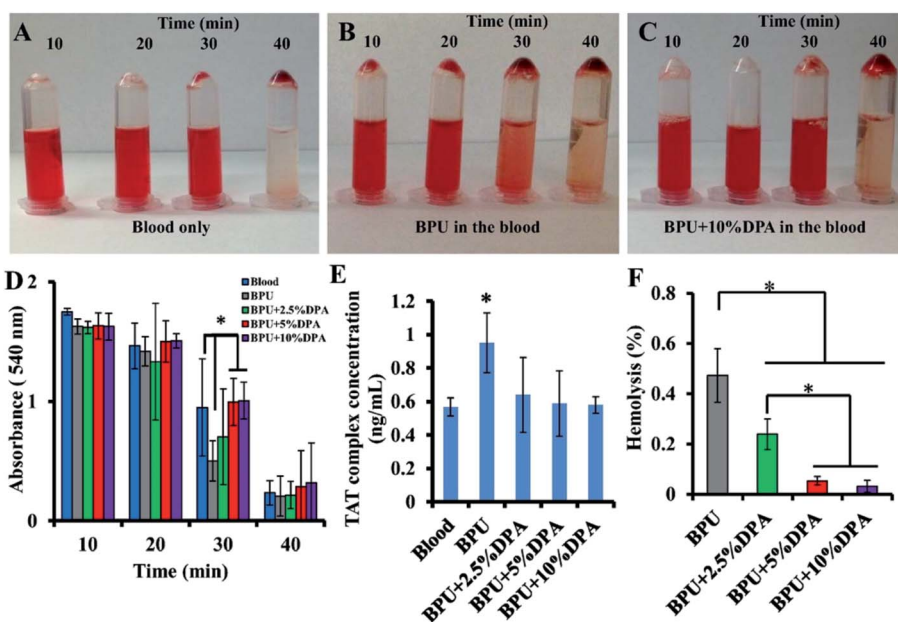 A
Time (min)
10 20 30 40
Blood only
B
Time (min)
10 20 30 40
BPU in the blood
C
Time (min)
10 20 30 40
BPU+10%DPA in the blood
D
Absorbance ( 540 nm)
2
1
0
Blood
BPU
BPU+2.5%DPA
BPU+5%DPA
BPU+10%DPA
*
10 20 30 40
Time (min)
E
TAT complex concentration
(ng/mL)
1.2
1
0.8
0.6
0.4
0.2
0
*
Blood
BPU
BPU+2.5%DPA
BPU+5%DPA
BPU+10%DPA
F
Hemolysis (%)
0.8
0.6
0.4
0.2
0
*
*
BPU
BPU+2.5%DPA
BPU+5%DPA
BPU+10%DPA